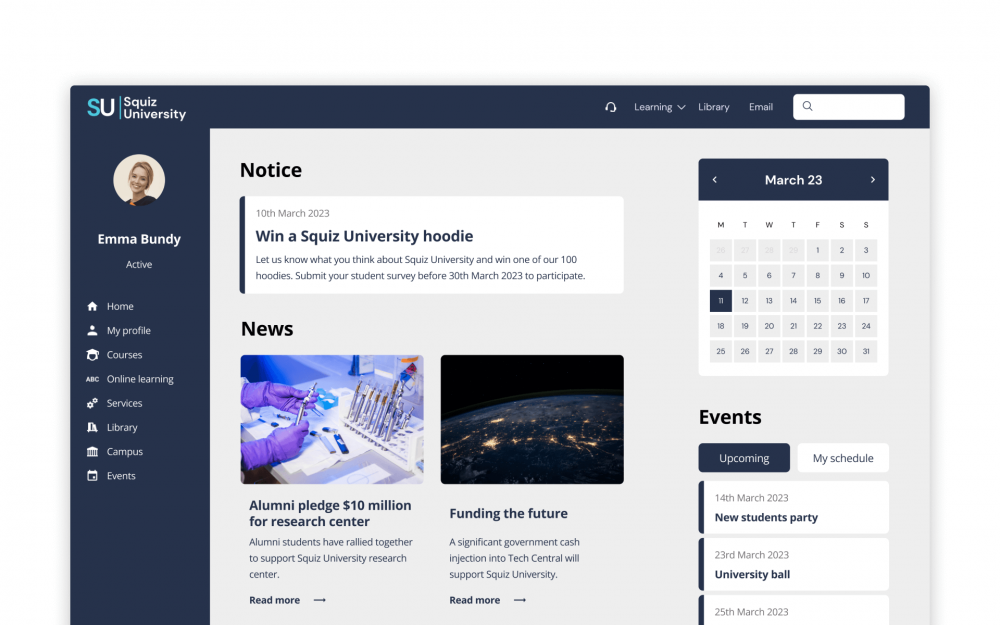 SU
Squiz
University
Learning
Library
Email
Emma Bundy
Active
Home
My profile
Courses
ABC
Online learning
Services
Library
Campus
Events
Notice
10th March 2023
Win a Squiz University hoodie
Let us know what you think about Squiz University and win one of our 100
hoodies. Submit your student survey before 30th March 2023 to participate.
News
Alumni pledge $10 million
for research center
Alumni students have rallied together
to support Squiz University research
center.
Read more
Funding the future
A significant government cash
injection into Tech Central will
support Squiz University.
Read more
March 23
M T W T F S S
26 27 28 29 1 2 3
4 5 6 7 8 9 10
11 12 13 14 15 16 17
18 19 20 21 22 23 24
25 26 27 28 29 30 31
Events
Upcoming
My schedule
14th March 2023
New students party
23rd March 2023
University ball
25th March 2023